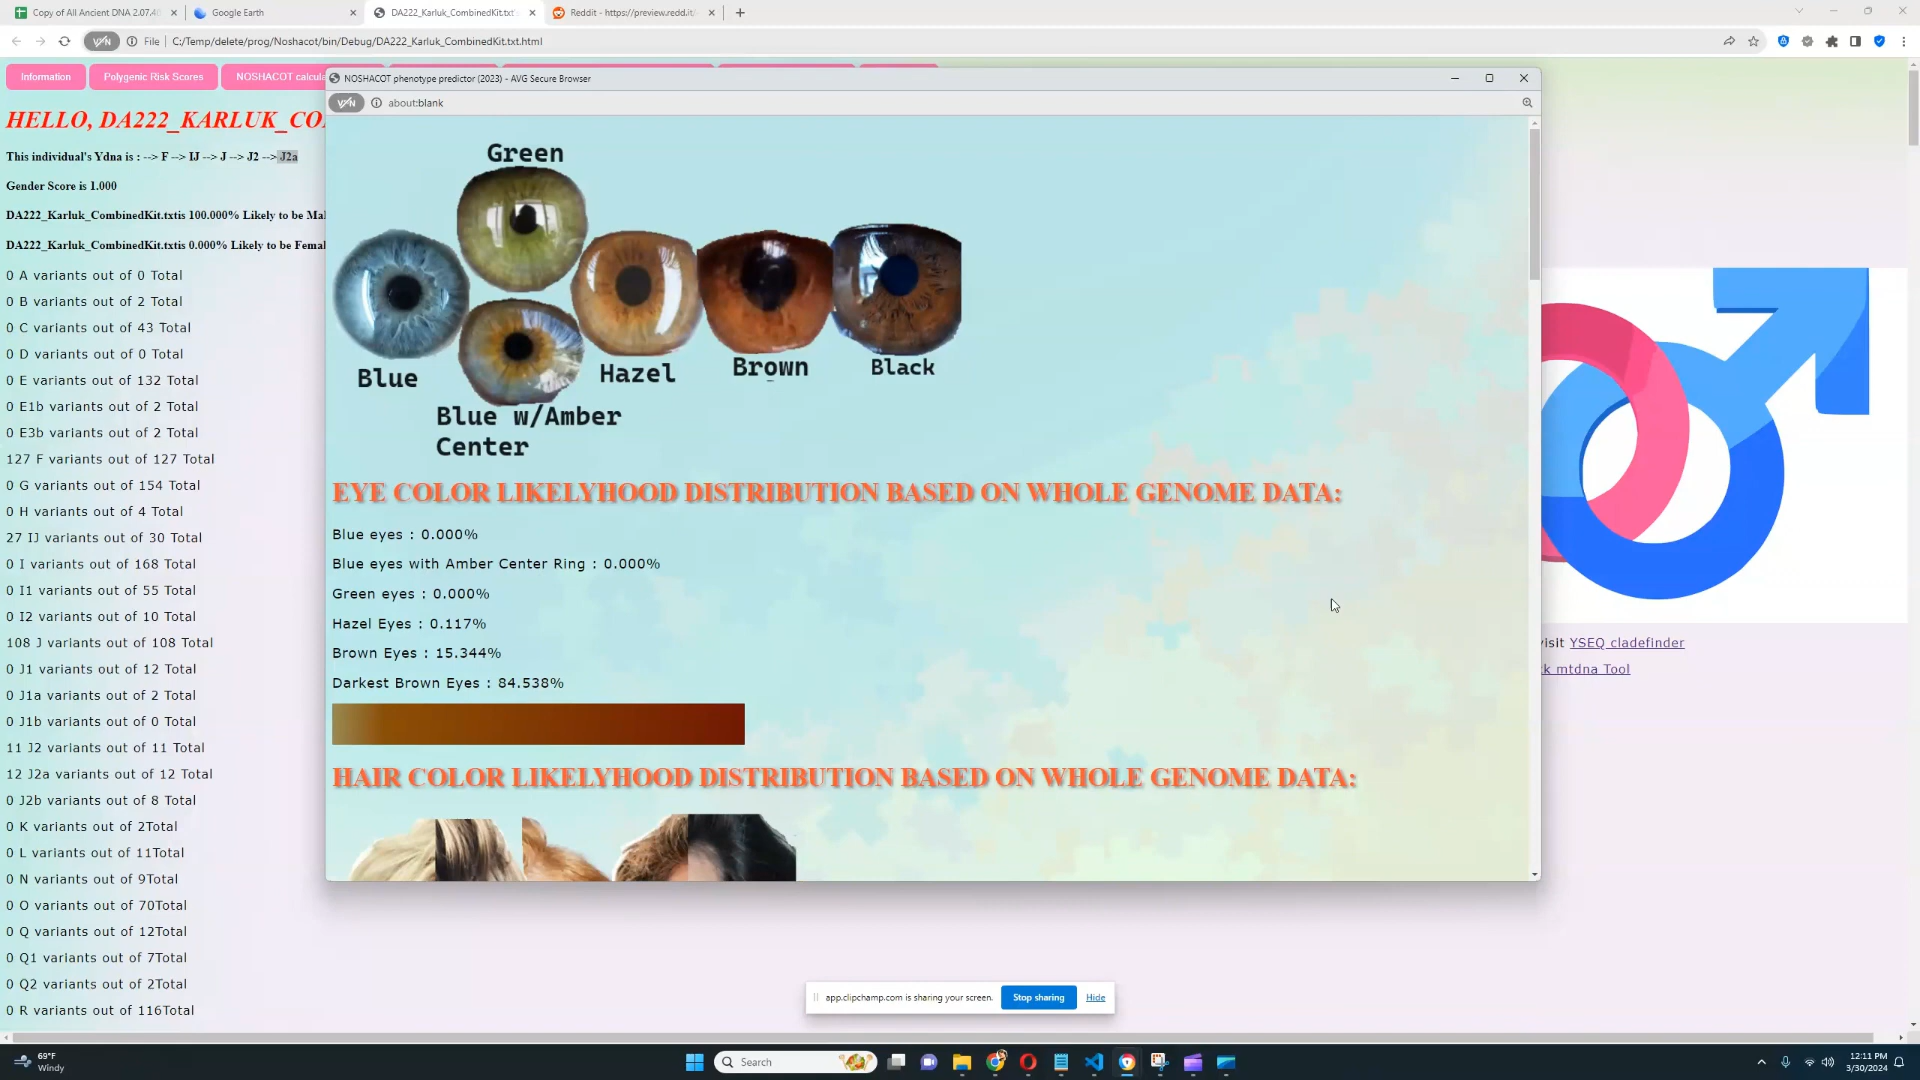 Copy of All Ancient DNA 2.07.48
Google Earth
DA222_Karluk_CombinedKit.txt's
Reddit - https://preview.redd.it/
File
C:/Temp/delete/prog/Noshacot/bin/Debug/DA222_Karluk_CombinedKit.txt.html
Information
Polygenic Risk Scores
NOSHACOT calcula
NOSHACOT phenotype predictor (2023) - AVG Secure Browser
VPN
about:blank
HELLO, DA222_KARLUK_CO
This individual's Ydna is : --> F --> IJ --> J --> J2 --> J2a
Gender Score is 1.000
DA222_Karluk_CombinedKit.txtis 100.000% Likely to be Mal
DA222_Karluk_CombinedKit.txtis 0.000% Likely to be Femal
0 A variants out of 0 Total
0 B variants out of 2 Total
0 C variants out of 43 Total
0 D variants out of 0 Total
0 E variants out of 132 Total
0 E1b variants out of 2 Total
0 E3b variants out of 2 Total
127 F variants out of 127 Total
0 G variants out of 154 Total
0 H variants out of 4 Total
27 IJ variants out of 30 Total
0 I variants out of 168 Total
0 I1 variants out of 55 Total
0 I2 variants out of 10 Total
108 J variants out of 108 Total
0 J1 variants out of 12 Total
0 J1a variants out of 2 Total
0 J1b variants out of 0 Total
11 J2 variants out of 11 Total
12 J2a variants out of 12 Total
0 J2b variants out of 8 Total
0 K variants out of 2Total
0 L variants out of 11Total
0 N variants out of 9Total
0 O variants out of 70Total
0 Q variants out of 12Total
0 Q1 variants out of 7Total
0 Q2 variants out of 2Total
0 R variants out of 116Total
Green
Blue
Hazel
Brown
Black
Blue w/Amber
Center
EYE COLOR LIKELYHOOD DISTRIBUTION BASED ON WHOLE GENOME DATA:
Blue eyes : 0.000%
Blue eyes with Amber Center Ring : 0.000%
Green eyes : 0.000%
Hazel Eyes : 0.117%
Brown Eyes : 15.344%
Darkest Brown Eyes : 84.538%
HAIR COLOR LIKELYHOOD DISTRIBUTION BASED ON WHOLE GENOME DATA:
visit YSEQ cladefinder
k mtdna Tool
app.clipchamp.com is sharing your screen.
Stop sharing
Hide
69°F
Windy
Search
12:11 PM
3/30/2024